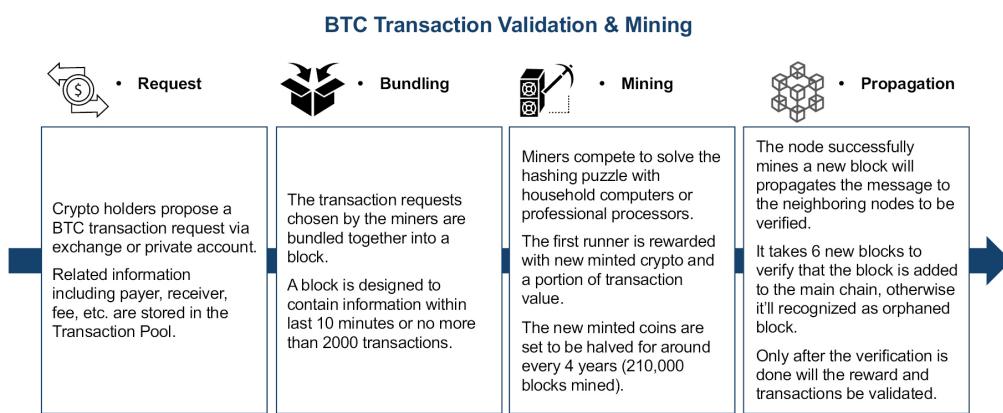 BTC Transaction Validation & Mining
• Request
Crypto holders propose a
BTC transaction request via
exchange or private account.
Related information
including payer, receiver,
fee, etc. are stored in the
Transaction Pool.
• Bundling
The transaction requests
chosen by the miners are
bundled together into a
block.
A block is designed to
contain information within
last 10 minutes or no more
than 2000 transactions.
• Mining
Miners compete to solve the
hashing puzzle with
household computers or
professional processors.
The first runner is rewarded
with new minted crypto and
a portion of transaction
value.
The new minted coins are
set to be halved for around
every 4 years (210,000
blocks mined).
• Propagation
The node successfully
mines a new block will
propagates the message to
the neighboring nodes to be
verified.
It takes 6 new blocks to
verify that the block is added
to the main chain, otherwise
it’ll recognized as orphaned
block.
Only after the verification is
done will the reward and
transactions be validated.